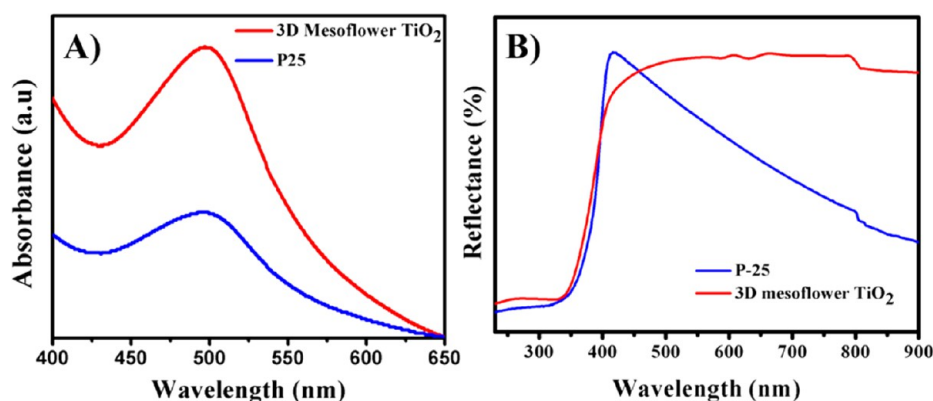 A)
3D Mesoflower TiO₂
P25
Absorbance (a.u)
400 450 500 550 600 650
Wavelength (nm)
B)
Reflectance (%)
P-25
3D mesoflower TiO₂
300 400 500 600 700 800 900
Wavelength (nm)